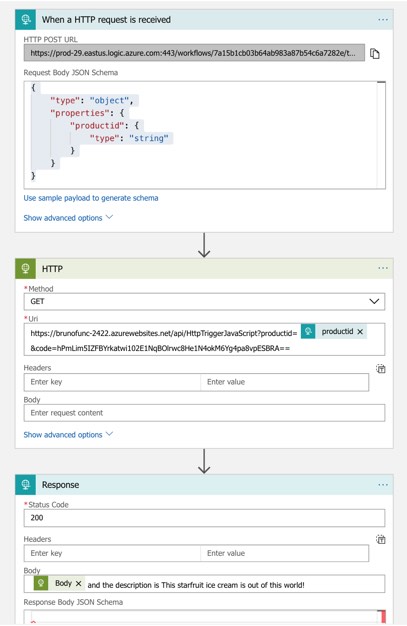 When a HTTP request is received
HTTP POST URL
https://prod-29.eastus.logic.azure.com:443/workflows/7a15b1cb03b64ab983a87b54c6a7282e/t...
Request Body JSON Schema
{
"type": "object",
"properties": {
"productid": {
"type": "string"
}
}
}
Use sample payload to generate schema
Show advanced options
HTTP
* Method
GET
* Uri
https://brunofunc-2422.azurewebsites.net/api/HttpTriggerJavaScript?productid= productid ×
&code=hPmLim5IZFBYrkatwi102E1NqBOlrwc8He1N4okM6Yg4pa8vpESBRA==
Headers
Enter key Enter value
Body
Enter request content
Show advanced options
Response
* Status Code
200
Headers
Enter key Enter value
Body
Body × and the description is This starfruit ice cream is out of this world!
Response Body JSON Schema